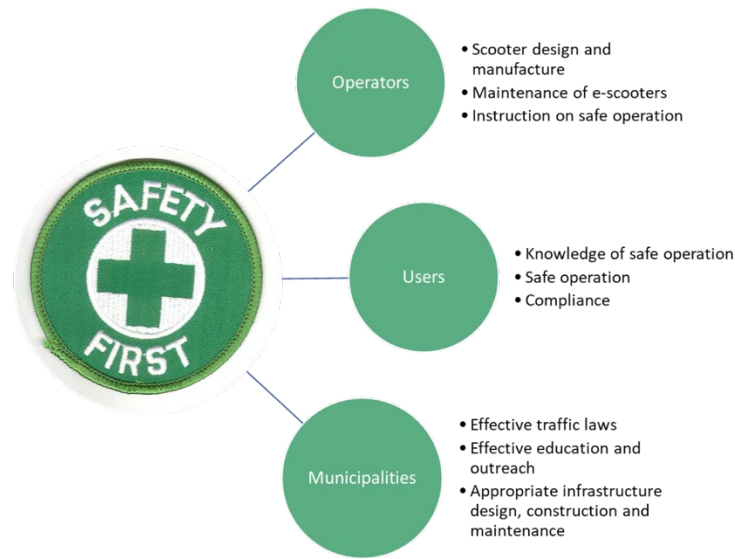 SAFETY
FIRST
Operators
• Scooter design and
manufacture
• Maintenance of e-scooters
• Instruction on safe operation
Users
• Knowledge of safe operation
• Safe operation
• Compliance
Municipalities
• Effective traffic laws
• Effective education and
outreach
• Appropriate infrastructure
design, construction and
maintenance